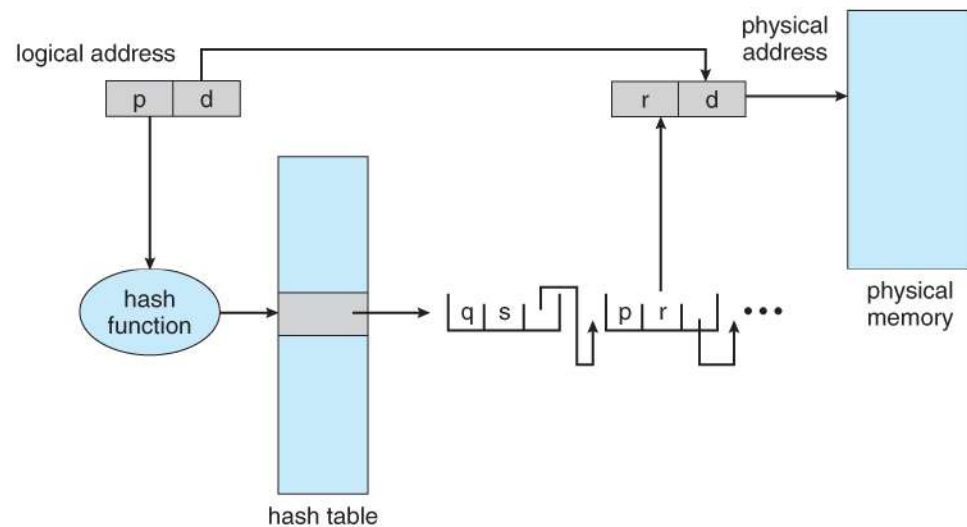 logical address
physical
address
p d
r d
hash
function
q s
p r
•••
physical
memory
hash table